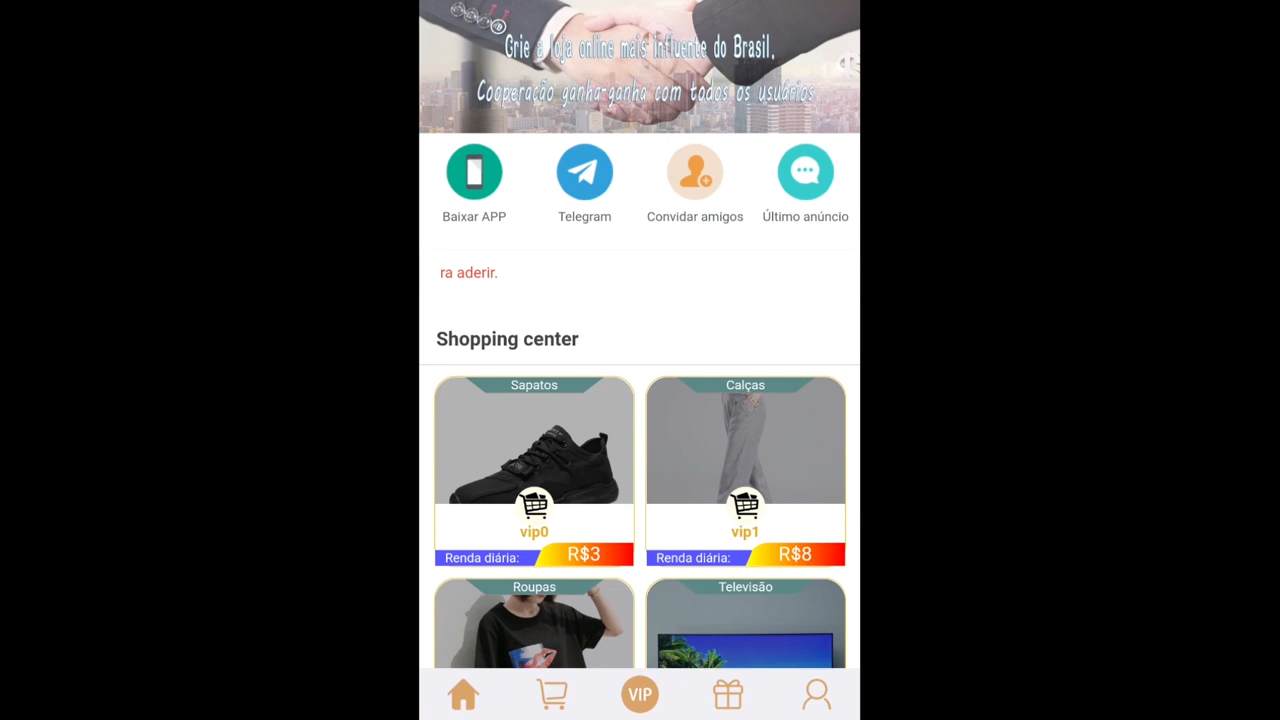 Crie a loja online mais influente do Brasil.
Cooperação ganha-ganha com todos os usuários
Baixar APP
Telegram
Convidar amigos
Último anúncio
ra aderir.
Shopping center
Sapatos
Calças
vip0
vip1
Renda diária: R$3
Renda diária: R$8
Roupas
Televisão
VIP